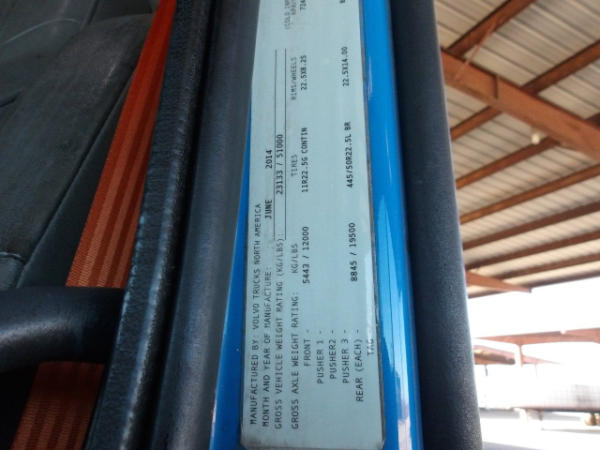 MANUFACTURED BY: VOLVO TRUCKS NORTH AMERICA
MONTH AND YEAR OF MANUFACTURE: JUNE 2014
GROSS VEHICLE WEIGHT RATING (KG/LBS): 23133 / 51000
GROSS AXLE WEIGHT RATING: KG/LBS TIRES RIMS/WHEELS (COLD
FRONT - 5443 / 12000 11R22.5G CONTIN 22.5X8.25
PUSHER 1 -
PUSHER2 -
PUSHER 3 -
REAR (EACH) - 8845 / 19500 445/50R22.5L BR 22.5X14.00
TAG